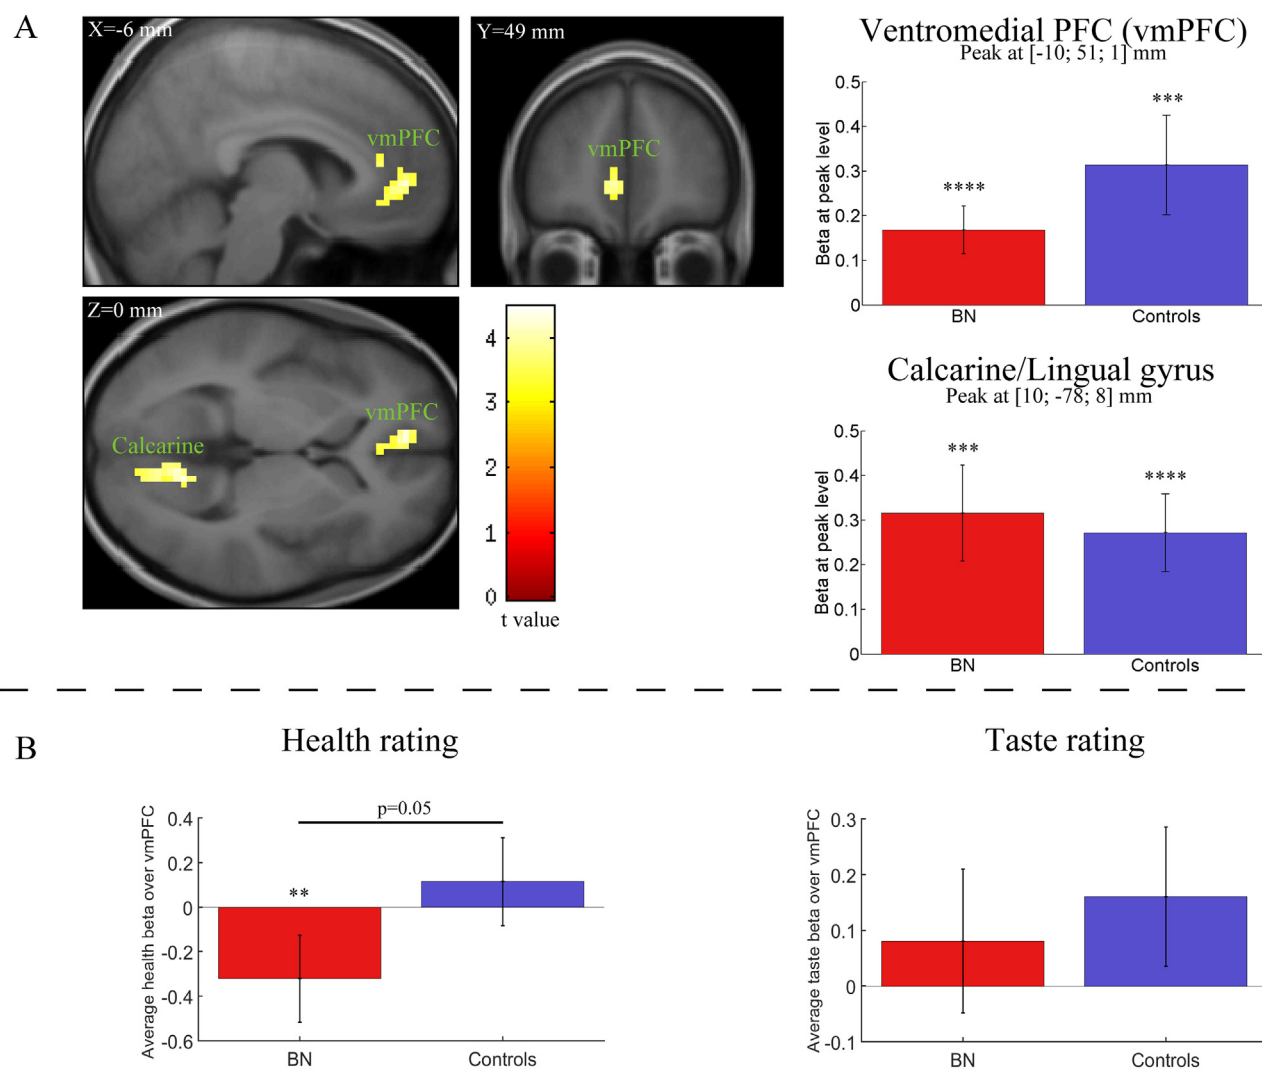 A
X=-6 mm
vmPFC
Y=49 mm
vmPFC
Z=0 mm
Calcarine
vmPFC
4
3
2
1
0
t value
Ventromedial PFC (vmPFC)
Peak at [-10; 51; 1] mm
Beta at peak level
0.5
0.4
0.3
0.2
0.1
0
****
***
BN
Controls
Calcarine/Lingual gyrus
Peak at [10; -78; 8] mm
Beta at peak level
0.5
0.4
0.3
0.2
0.1
0
***
****
BN
Controls
B
Health rating
Average health beta over vmPFC
0.4
0.2
0
-0.2
-0.4
-0.6
p=0.05
**
BN
Controls
Taste rating
Average taste beta over vmPFC
0.3
0.2
0.1
0
-0.1
BN
Controls